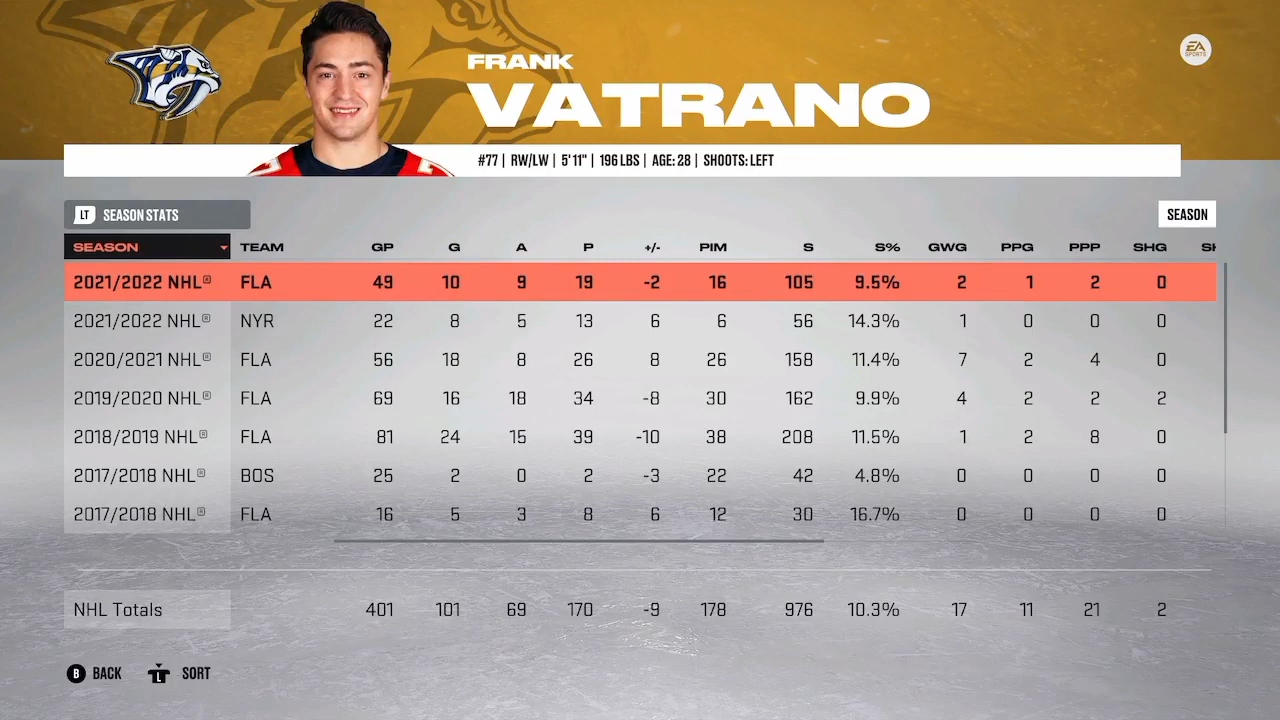 FRANK
VATRANO
EA
SPORTS
#77 | RW/LW | 5'11" | 196 LBS | AGE: 28 | SHOOTS: LEFT
LT SEASON STATS
SEASON
SEASON TEAM GP G A P +/- PIM S S% GWG PPG PPP SHG
2021/2022 NHL® FLA 49 10 9 19 -2 16 105 9.5% 2 1 2 0
2021/2022 NHL® NYR 22 8 5 13 6 6 56 14.3% 1 0 0 0
2020/2021 NHL® FLA 56 18 8 26 8 26 158 11.4% 7 2 4 0
2019/2020 NHL® FLA 69 16 18 34 -8 30 162 9.9% 4 2 2 2
2018/2019 NHL® FLA 81 24 15 39 -10 38 208 11.5% 1 2 8 0
2017/2018 NHL® BOS 25 2 0 2 -3 22 42 4.8% 0 0 0 0
2017/2018 NHL® FLA 16 5 3 8 6 12 30 16.7% 0 0 0 0
NHL Totals 401 101 69 170 -9 178 976 10.3% 17 11 21 2
B BACK L SORT